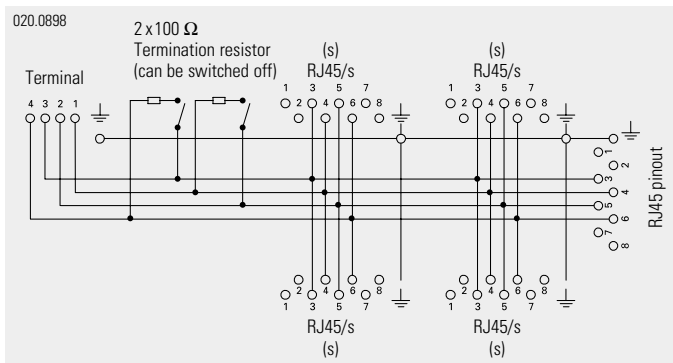 020.0898
2 x 100 Ω
Termination resistor
(can be switched off)
Terminal
4 3 2 1
(s)
RJ45/s
1 3 5 7
2 4 6 8
(s)
RJ45/s
1 3 5 7
2 4 6 8
1
2
3
4
5
6
7
8
RJ45 pinout
2 4 6 8
1 3 5 7
RJ45/s
(s)
2 4 6 8
1 3 5 7
RJ45/s
(s)